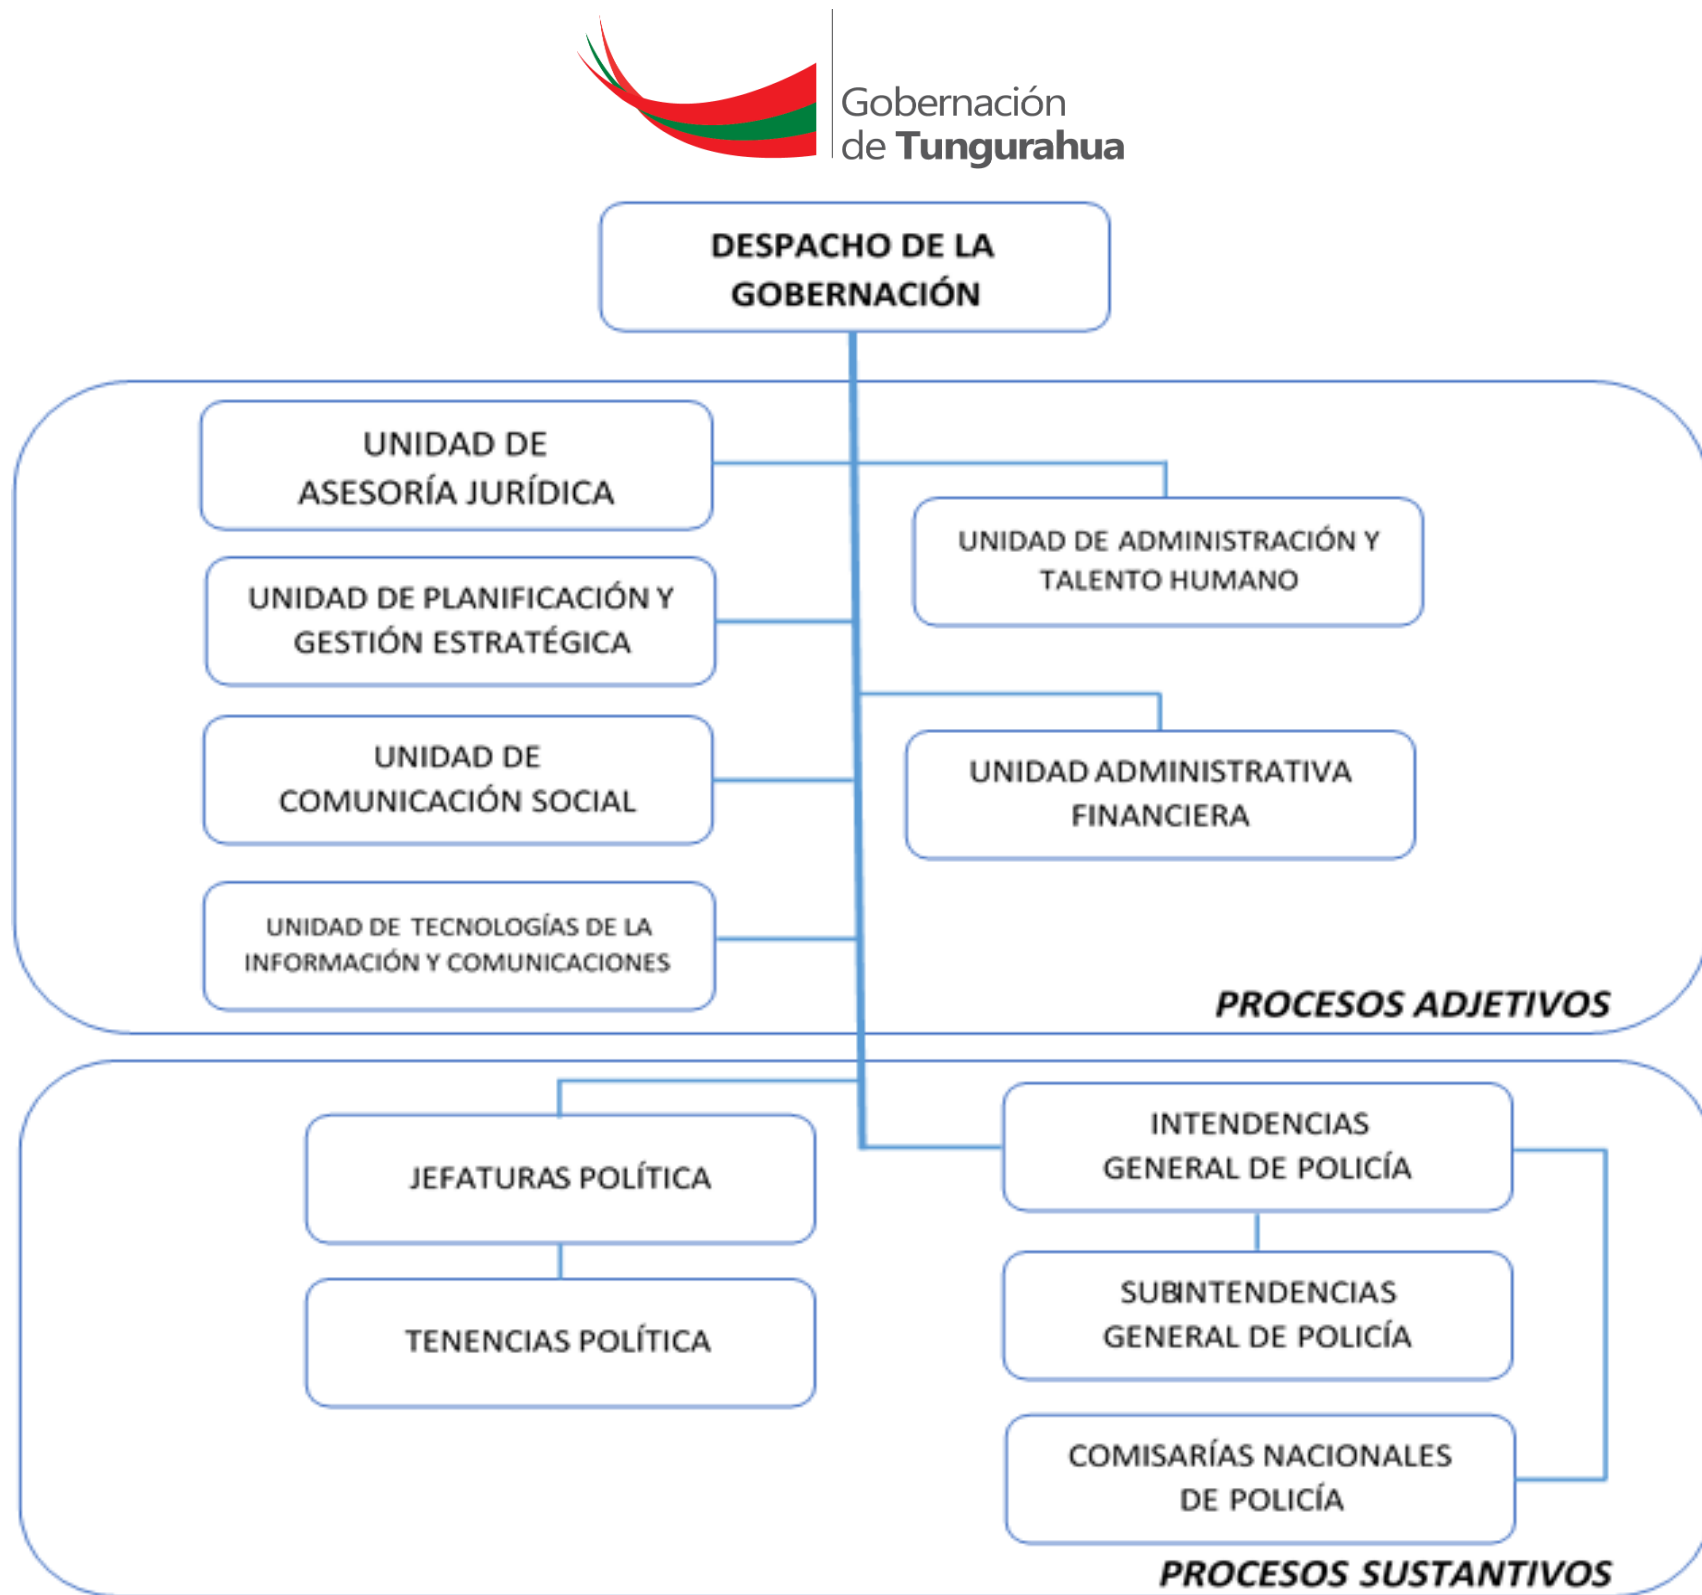 Gobernación
de Tungurahua
DESPACHO DE LA
GOBERNACIÓN
UNIDAD DE
ASESORÍA JURÍDICA
UNIDAD DE ADMINISTRACIÓN Y
TALENTO HUMANO
UNIDAD DE PLANIFICACIÓN Y
GESTIÓN ESTRATÉGICA
UNIDAD DE
COMUNICACIÓN SOCIAL
UNIDAD ADMINISTRATIVA
FINANCIERA
UNIDAD DE TECNOLOGÍAS DE LA
INFORMACIÓN Y COMUNICACIONES
PROCESOS ADJETIVOS
JEFATURAS POLÍTICA
TENENCIAS POLÍTICA
INTENDENCIAS
GENERAL DE POLICÍA
SUBINTENDENCIAS
GENERAL DE POLICÍA
COMISARÍAS NACIONALES
DE POLICÍA
PROCESOS SUSTANTIVOS